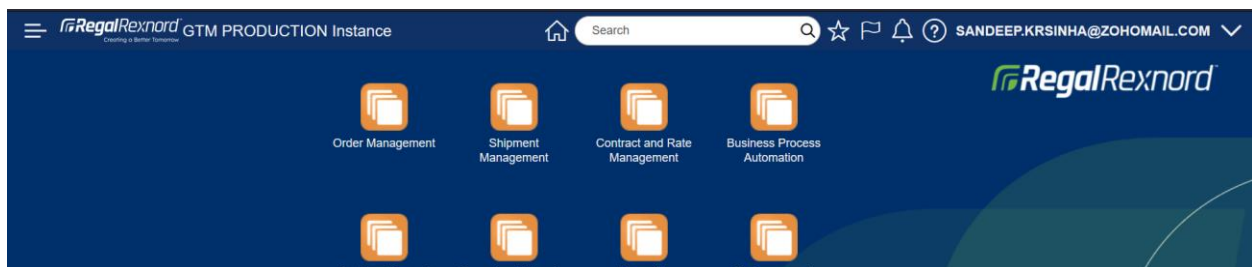 RegalRexnord
Creating a Better Tomorrow
GTM PRODUCTION Instance
Search
SANDEEP.KRSINHA@ZOHOMAIL.COM
RegalRexnord
Order Management
Shipment
Management
Contract and Rate
Management
Business Process
Automation